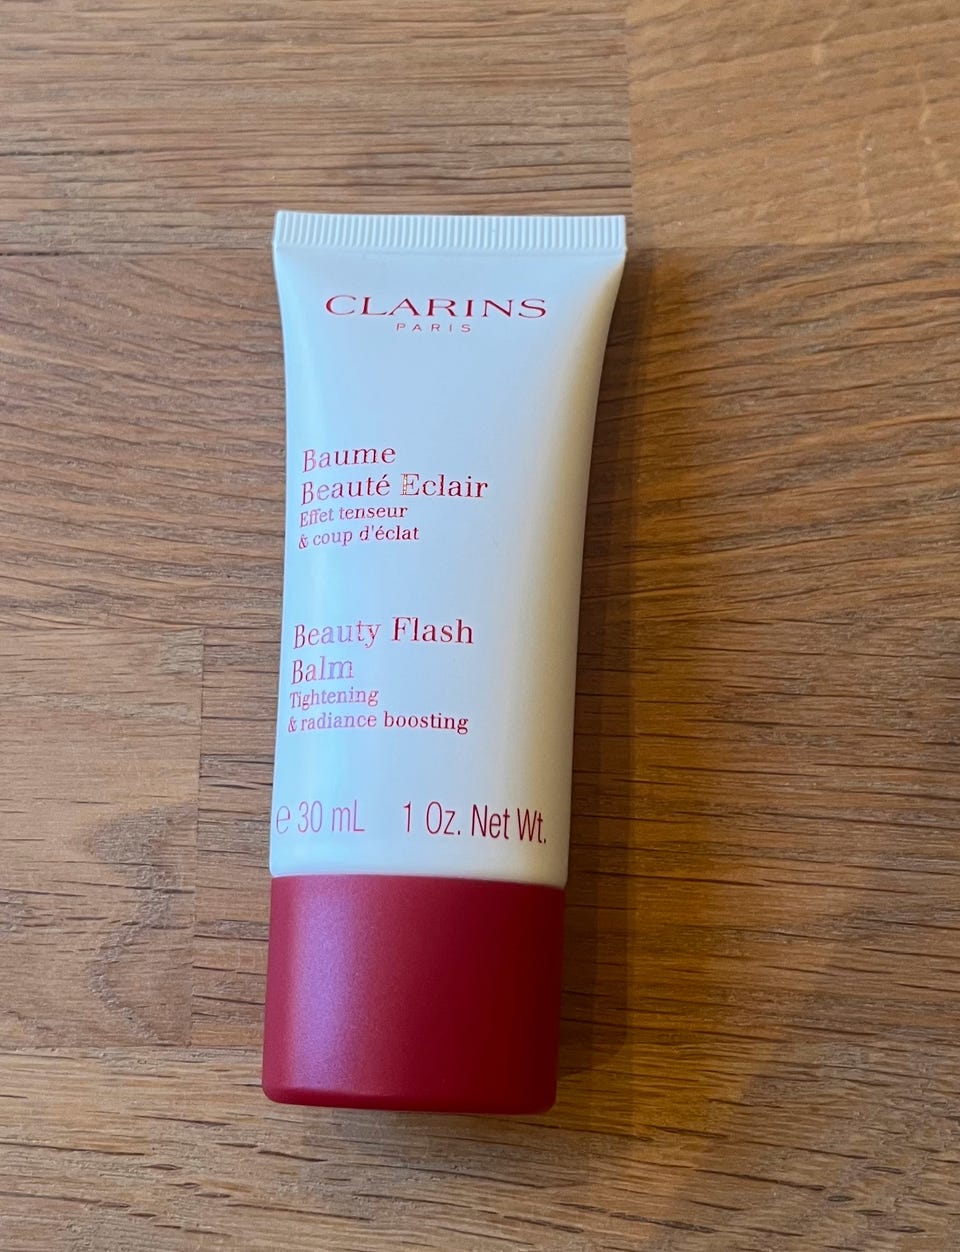 CLARINS
PARIS
Baume
Beauté Eclair
Effet tenseur
& coup d'éclat
Beauty Flash
Balm
Tightening
& radiance boosting
℮ 30 mL 1 Oz. Net Wt.